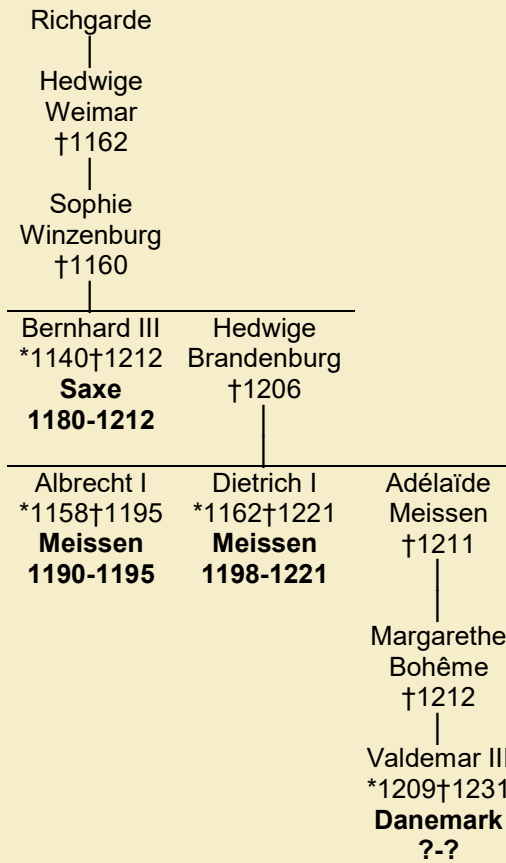 Richgarde
Hedwige
Weimar
†1162
Sophie
Winzenburg
†1160
Bernhard III
*1140†1212
Saxe
1180-1212
Hedwige
Brandenburg
†1206
Albrecht I
*1158†1195
Meissen
1190-1195
Dietrich I
*1162†1221
Meissen
1198-1221
Adélaïde
Meissen
†1211
Margarethe
Bohême
†1212
Valdemar III
*1209†1231
Danemark
?-?